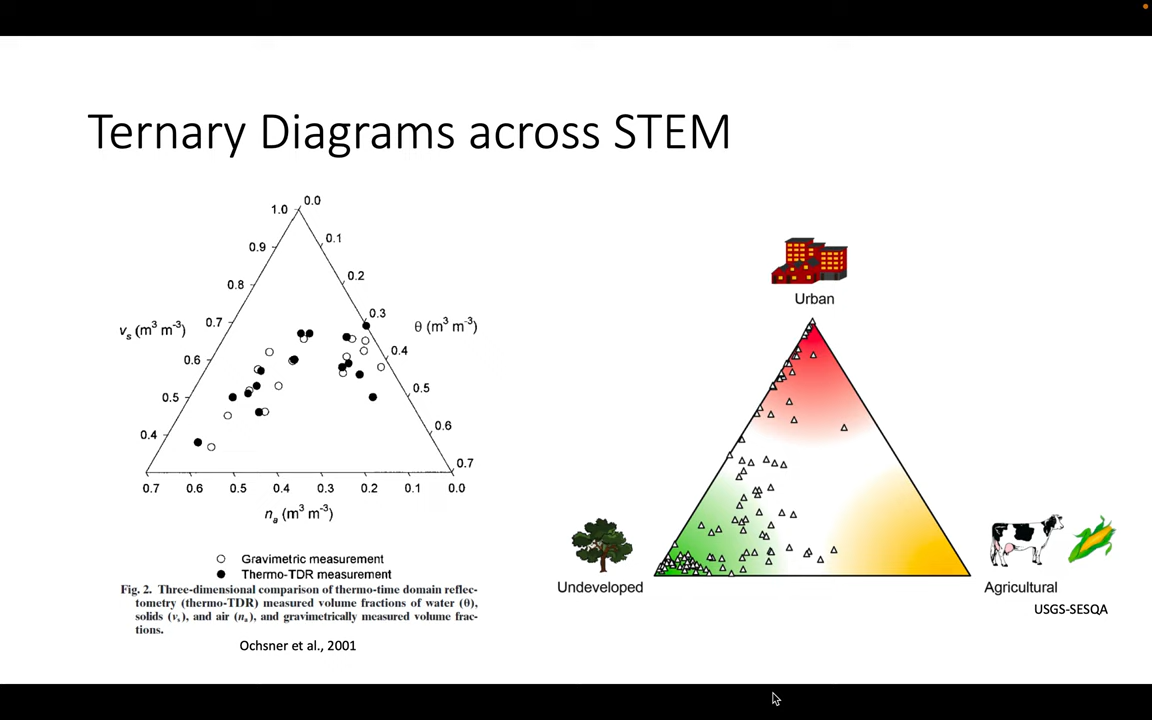 Ternary Diagrams across STEM
0.0
1.0
0.1
0.9
0.2
0.8
0.3
0.7
vₛ (m³ m⁻³)
θ (m³ m⁻³)
0.6
0.4
0.5
0.5
0.4
0.6
0.7
0.7 0.6 0.5 0.4 0.3 0.2 0.1 0.0
nₐ (m³ m⁻³)
Gravimetric measurement
Thermo-TDR measurement
Fig. 2. Three-dimensional comparison of thermo-time domain reflec-
tometry (thermo-TDR) measured volume fractions of water (θ),
solids (vₛ), and air (nₐ), and gravimetrically measured volume frac-
tions.
Ochsner et al., 2001
Urban
Undeveloped
Agricultural
USGS-SESQA